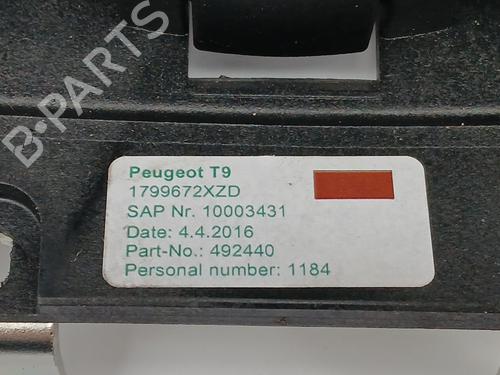 B-PARTS
Peugeot T9
1799672XZD
SAP Nr. 10003431
Date: 4.4.2016
Part-No.: 492440
Personal number: 1184